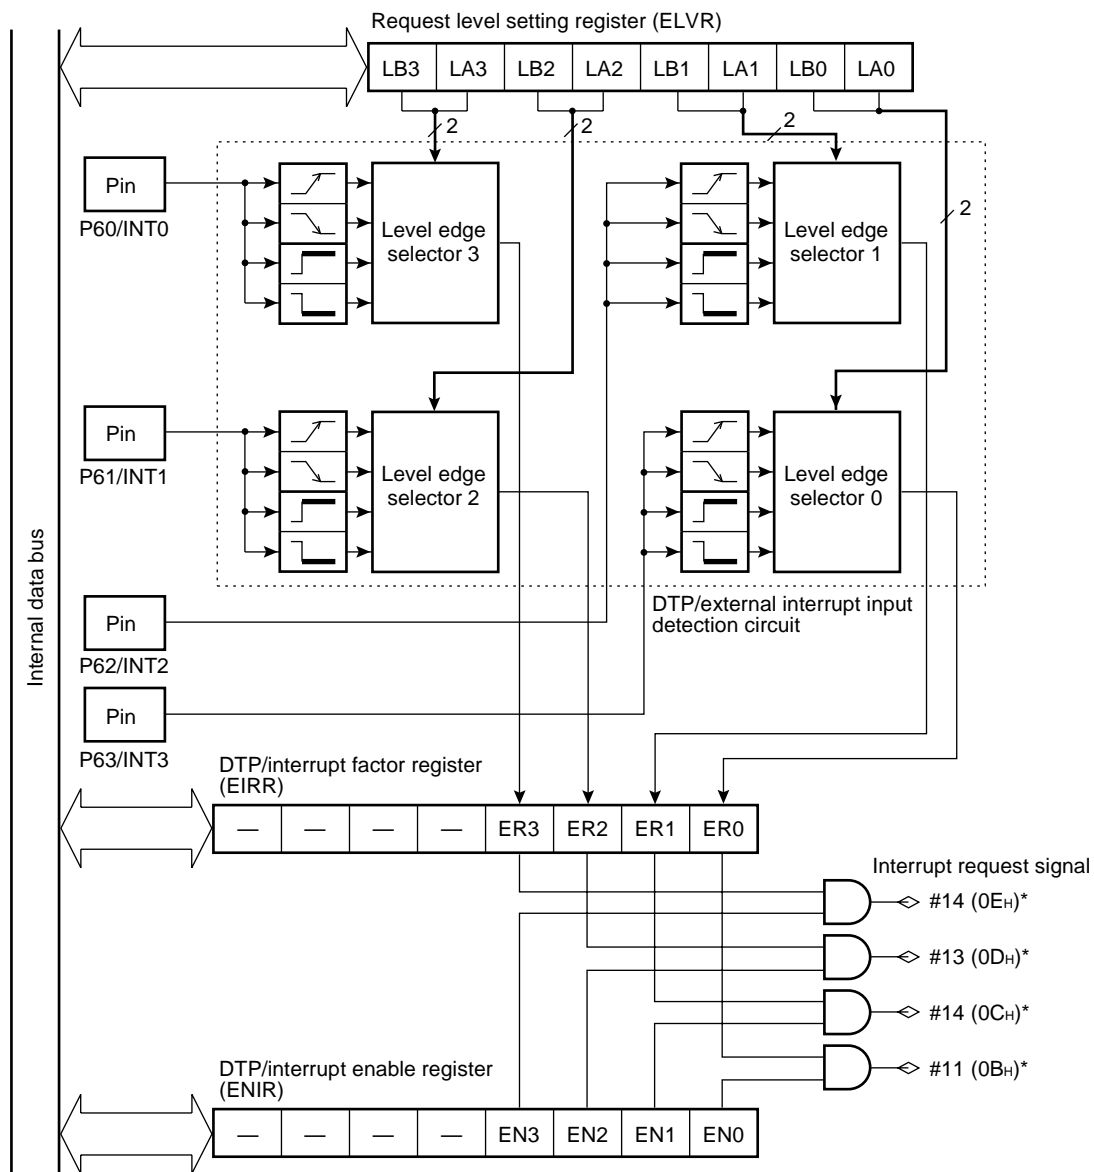 Request level setting register (ELVR)
LB3 LA3 LB2 LA2 LB1 LA1 LB0 LA0
2 2 2
Pin
P60/INT0
Level edge
selector 3
Level edge
selector 1
2
Pin
P61/INT1
Level edge
selector 2
Level edge
selector 0
Internal data bus
DTP/external interrupt input
detection circuit
Pin
P62/INT2
Pin
P63/INT3
DTP/interrupt factor register
(EIRR)
— — — — ER3 ER2 ER1 ER0
Interrupt request signal
#14 (0EH)*
#13 (0DH)*
#14 (0CH)*
#11 (0BH)*
DTP/interrupt enable register
(ENIR)
— — — — EN3 EN2 EN1 EN0